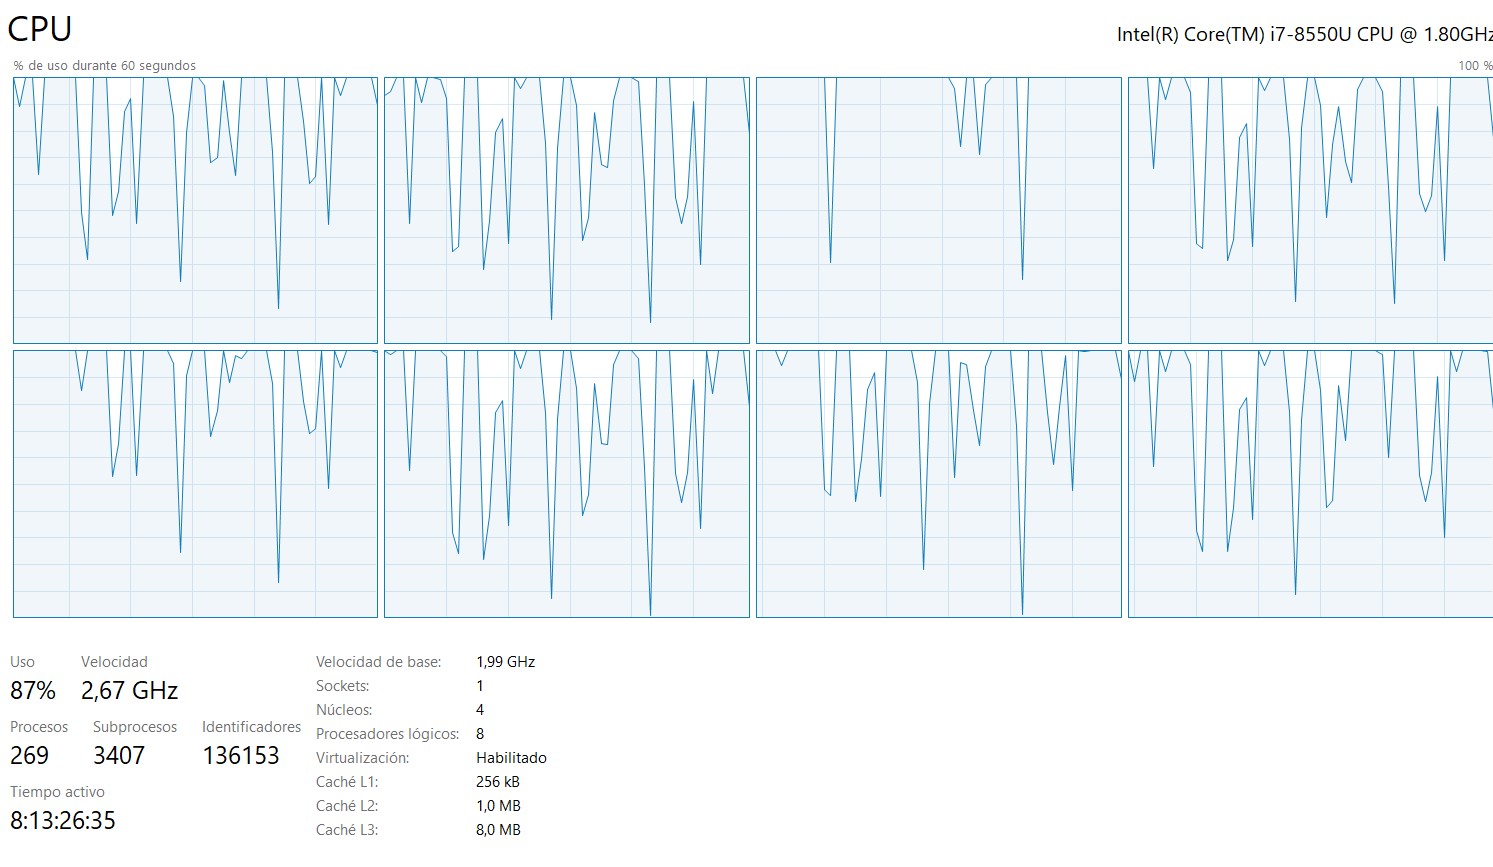 CPU
Intel(R) Core(TM) i7-8550U CPU @ 1.80GHz
% de uso durante 60 segundos
100 %
Uso
Velocidad
87%
2,67 GHz
Procesos
Subprocesos
Identificadores
269
3407
136153
Tiempo activo
8:13:26:35
Velocidad de base:
1,99 GHz
Sockets:
1
Núcleos:
4
Procesadores lógicos:
8
Virtualización:
Habilitado
Caché L1:
256 kB
Caché L2:
1,0 MB
Caché L3:
8,0 MB